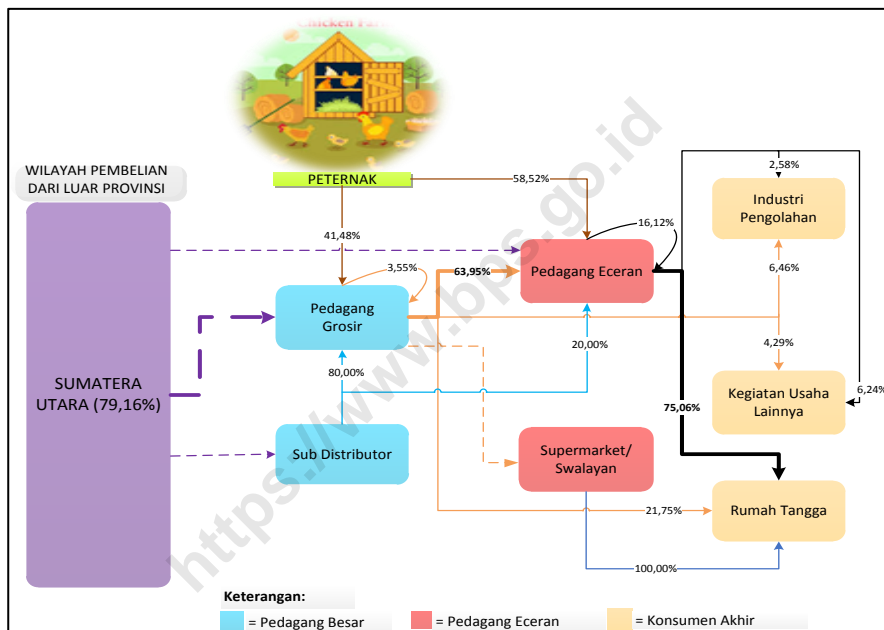 Chicken Farm
WILAYAH PEMBELIAN
DARI LUAR PROVINSI
PETERNAK
58,52%
2,58%
Industri
Pengolahan
41,48%
16,12%
3,55%
63,95%
Pedagang Eceran
6,46%
Pedagang
Grosir
SUMATERA
UTARA (79,16%)
80,00%
20,00%
4,29%
Kegiatan Usaha
Lainnya
6,24%
75,06%
Sub Distributor
Supermarket/
Swalayan
21,75%
Rumah Tangga
100,00%
Keterangan:
= Pedagang Besar
= Pedagang Eceran
= Konsumen Akhir
https://www.bps.go.id